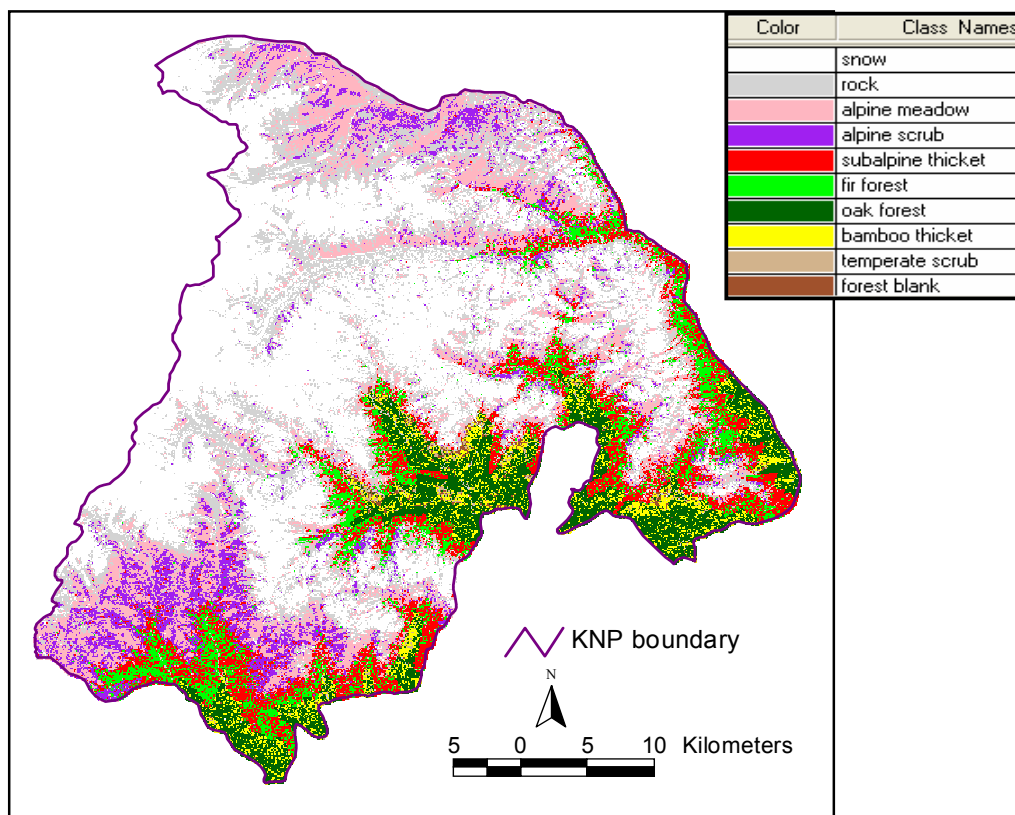 Color Class Names
snow
rock
alpine meadow
alpine scrub
subalpine thicket
fir forest
oak forest
bamboo thicket
temperate scrub
forest blank
KNP boundary
N
5 0 5 10 Kilometers